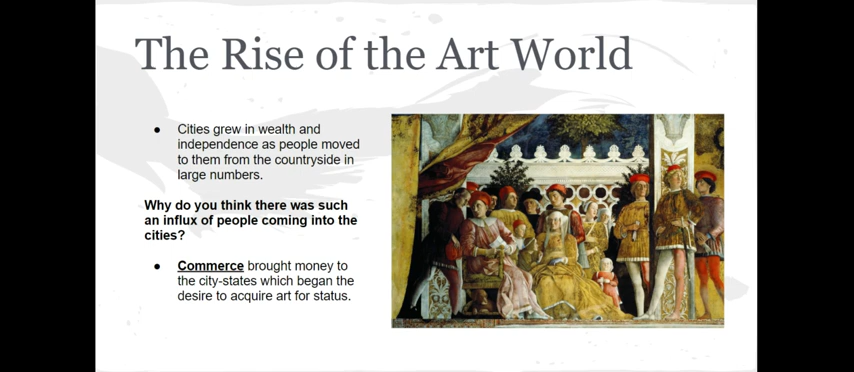 The Rise of the Art World
● Cities grew in wealth and
independence as people moved
to them from the countryside in
large numbers.
Why do you think there was such
an influx of people coming into the
cities?
● Commerce brought money to
the city-states which began the
desire to acquire art for status.